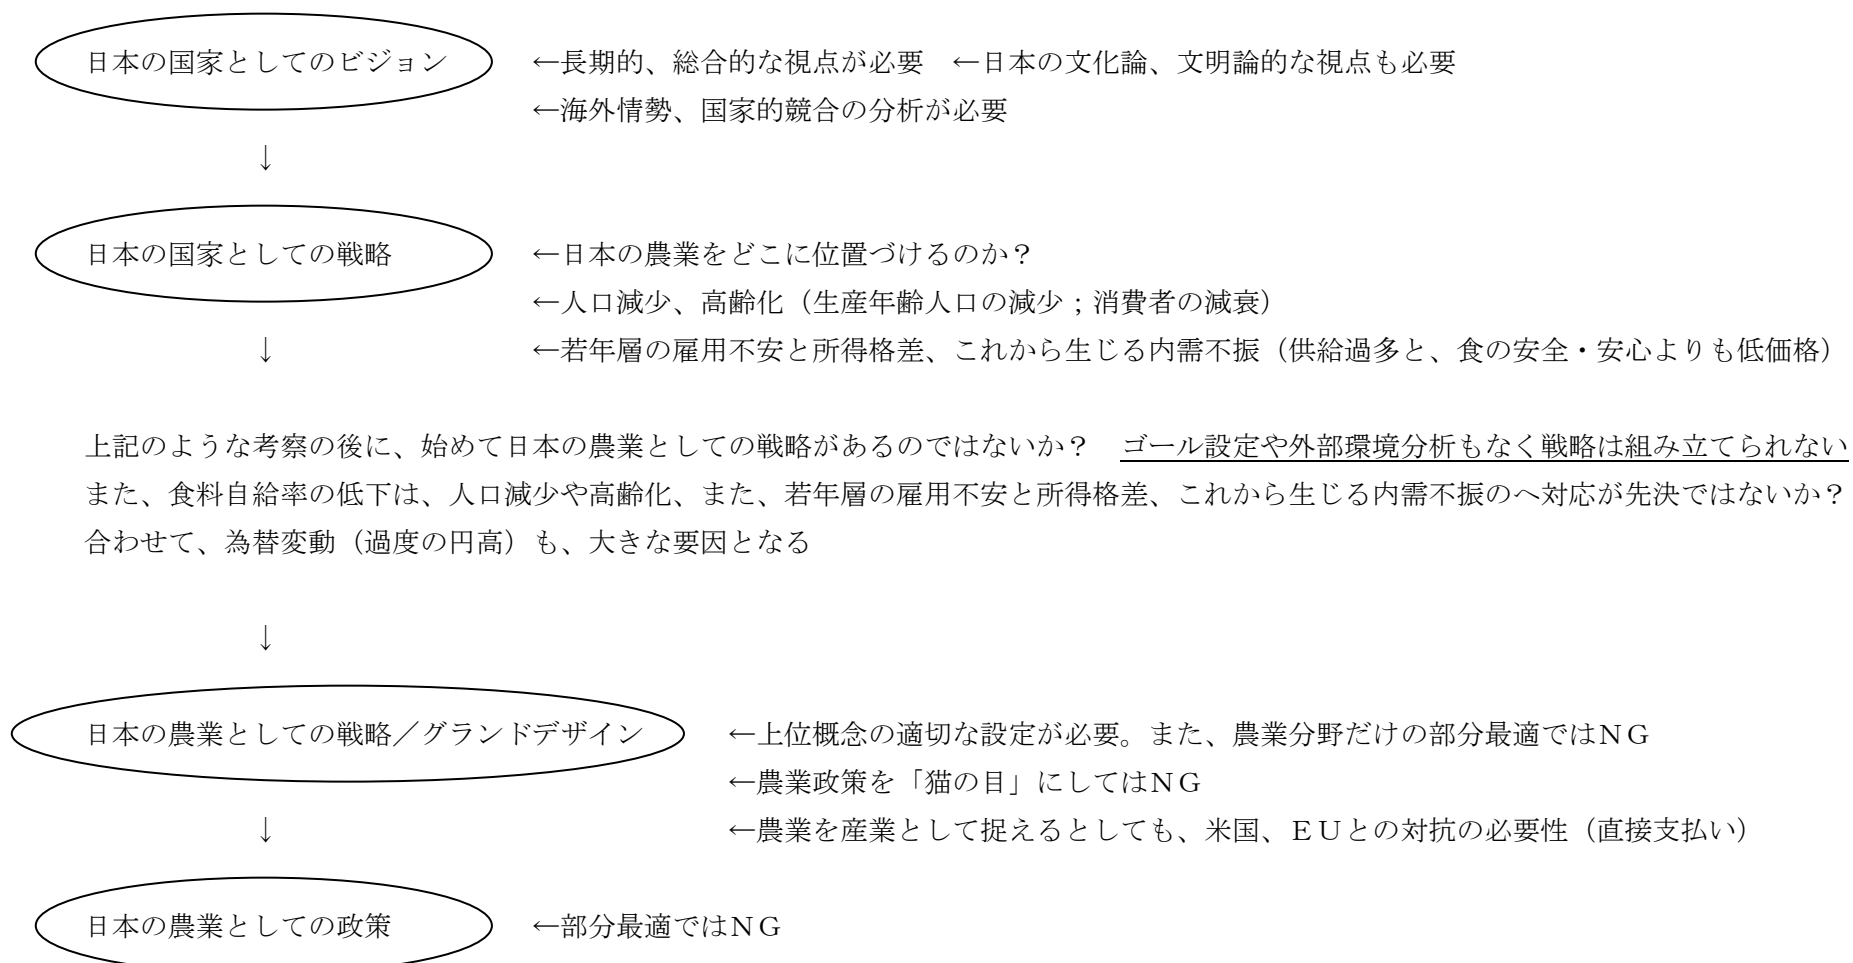 日本の国家としてのビジョン　←長期的、総合的な視点が必要　←日本の文化論、文明論的な視点も必要
←海外情勢、国家的競合の分析が必要
↓
日本の国家としての戦略　←日本の農業をどこに位置づけるのか？
←人口減少、高齢化（生産年齢人口の減少；消費者の減衰）
↓　←若年層の雇用不安と所得格差、これから生じる内需不振（供給過多と、食の安全・安心よりも低価格）
上記のような考察の後に、始めて日本の農業としての戦略があるのではないか？　ゴール設定や外部環境分析もなく戦略は組み立てられない
また、食料自給率の低下は、人口減少や高齢化、また、若年層の雇用不安と所得格差、これから生じる内需不振のへ対応が先決ではないか？
合わせて、為替変動（過度の円高）も、大きな要因となる
↓
日本の農業としての戦略／グランドデザイン　←上位概念の適切な設定が必要。また、農業分野だけの部分最適ではＮＧ
←農業政策を「猫の目」にしてはＮＧ
↓　←農業を産業として捉えるとしても、米国、ＥＵとの対抗の必要性（直接支払い）
日本の農業としての政策　←部分最適ではＮＧ